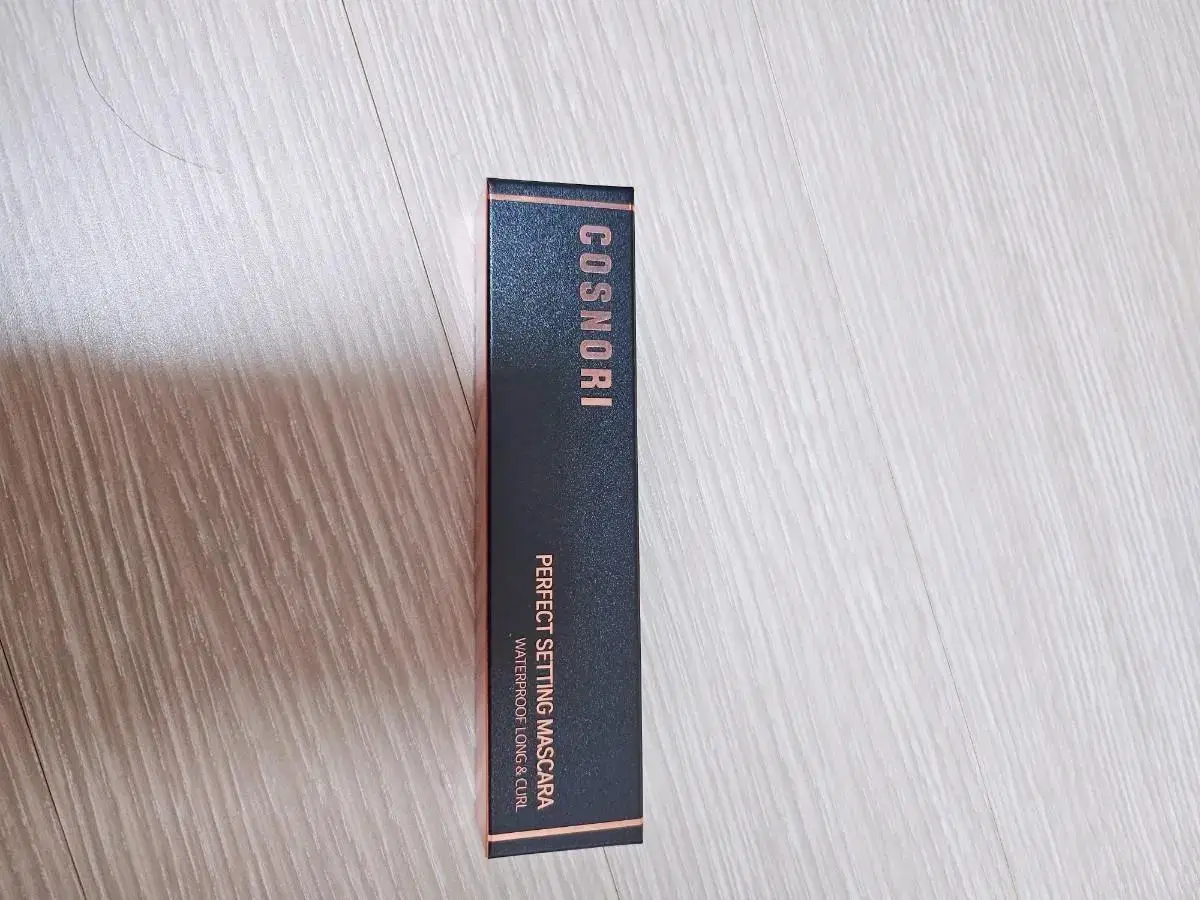 COSNORI
PERFECT SETTING MASCARA
WATERPROOF LONG & CURL